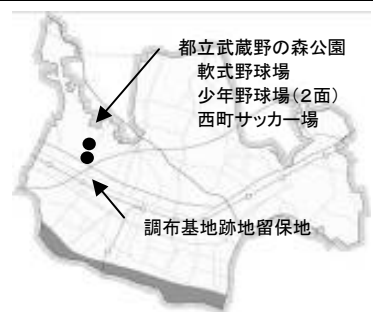 都立武蔵野の森公園
軟式野球場
少年野球場(2面)
西町サッカー場
調布基地跡地留保地